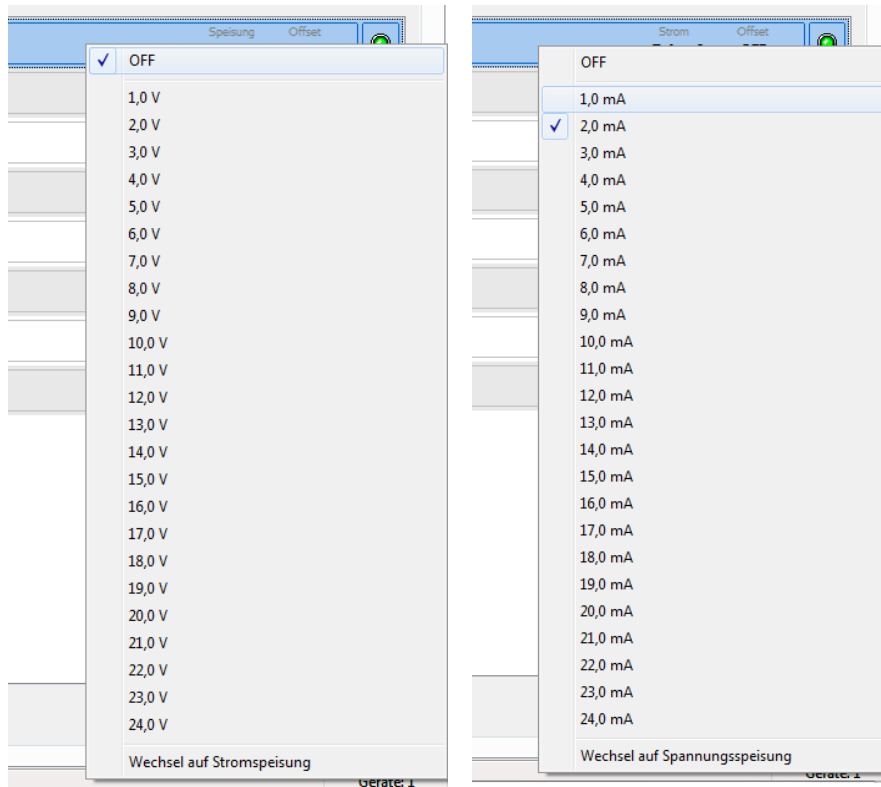 Speisung Offset
OFF
1,0 V
2,0 V
3,0 V
4,0 V
5,0 V
6,0 V
7,0 V
8,0 V
9,0 V
10,0 V
11,0 V
12,0 V
13,0 V
14,0 V
15,0 V
16,0 V
17,0 V
18,0 V
19,0 V
20,0 V
21,0 V
22,0 V
23,0 V
24,0 V
Wechsel auf Stromspeisung
Geräte: 1
Strom Offset
OFF
1,0 mA
2,0 mA
3,0 mA
4,0 mA
5,0 mA
6,0 mA
7,0 mA
8,0 mA
9,0 mA
10,0 mA
11,0 mA
12,0 mA
13,0 mA
14,0 mA
15,0 mA
16,0 mA
17,0 mA
18,0 mA
19,0 mA
20,0 mA
21,0 mA
22,0 mA
23,0 mA
24,0 mA
Wechsel auf Spannungsspeisung
Geräte: 1